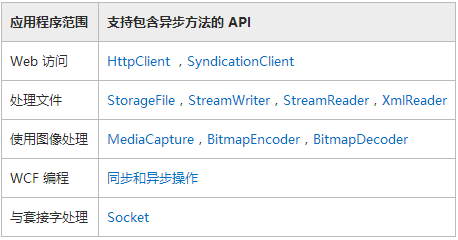 应用程序范围 支持包含异步方法的 API
Web 访问 HttpClient ，SyndicationClient
处理文件 StorageFile，StreamWriter，StreamReader，XmlReader
使用图像处理 MediaCapture，BitmapEncoder，BitmapDecoder
WCF 编程 同步和异步操作
与套接字处理 Socket